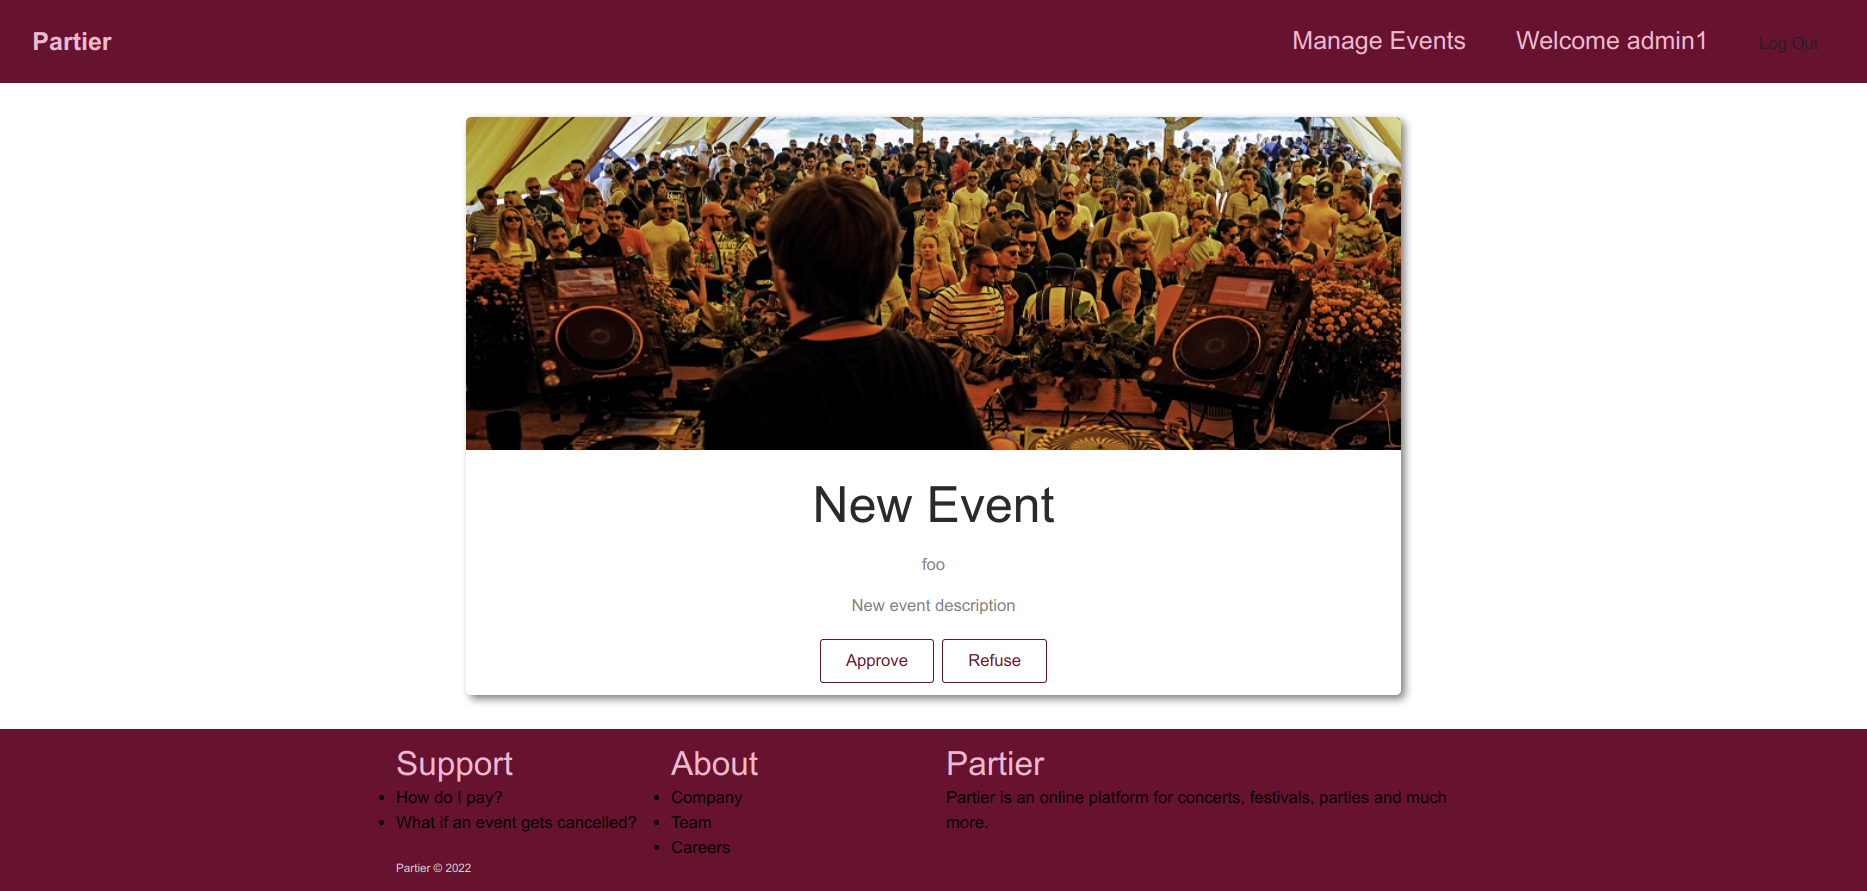 Partier
Manage Events
Welcome admin1
Log Out
New Event
foo
New event description
Approve
Refuse
Support
How do I pay?
What if an event gets cancelled?
About
Company
Team
Careers
Partier
Partier is an online platform for concerts, festivals, parties and much
more.
Partier © 2022